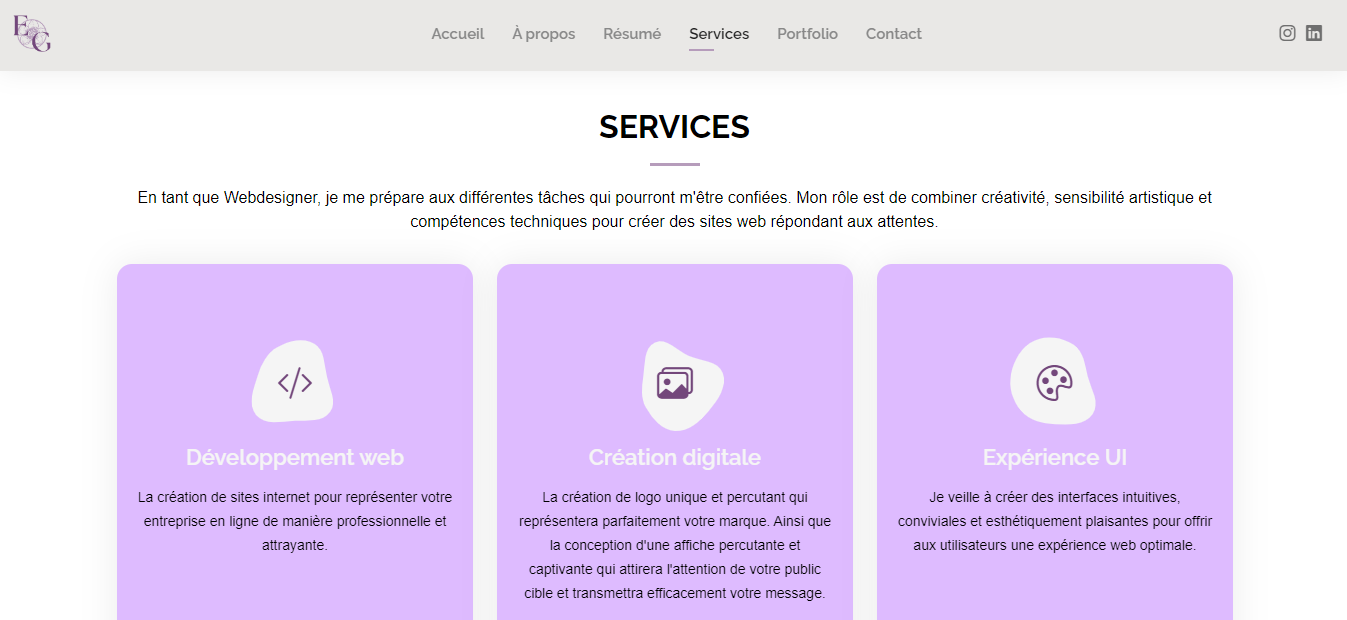 EG
Accueil À propos Résumé Services Portfolio Contact
SERVICES
En tant que Webdesigner, je me prépare aux différentes tâches qui pourront m'être confiées. Mon rôle est de combiner créativité, sensibilité artistique et
compétences techniques pour créer des sites web répondant aux attentes.
Développement web
La création de sites internet pour représenter votre
entreprise en ligne de manière professionnelle et
attrayante.
Création digitale
La création de logo unique et percutant qui
représentera parfaitement votre marque. Ainsi que
la conception d'une affiche percutante et
captivante qui attirera l'attention de votre public
cible et transmettra efficacement votre message.
Expérience UI
Je veille à créer des interfaces intuitives,
conviviales et esthétiquement plaisantes pour offrir
aux utilisateurs une expérience web optimale.